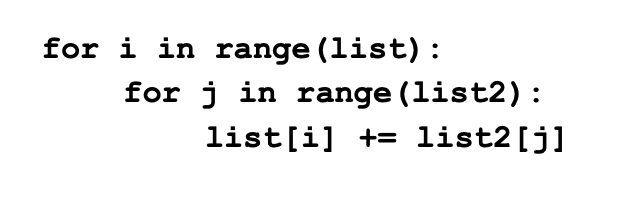 for i in range(list):
for j in range(list2):
list[i] += list2[j]